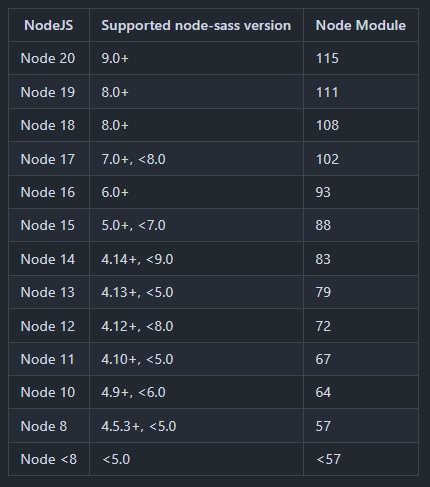 NodeJS Supported node-sass version Node Module
Node 20 9.0+ 115
Node 19 8.0+ 111
Node 18 8.0+ 108
Node 17 7.0+, <8.0 102
Node 16 6.0+ 93
Node 15 5.0+, <7.0 88
Node 14 4.14+, <9.0 83
Node 13 4.13+, <5.0 79
Node 12 4.12+, <8.0 72
Node 11 4.10+, <5.0 67
Node 10 4.9+, <6.0 64
Node 8 4.5.3+, <5.0 57
Node <8 <5.0 <57